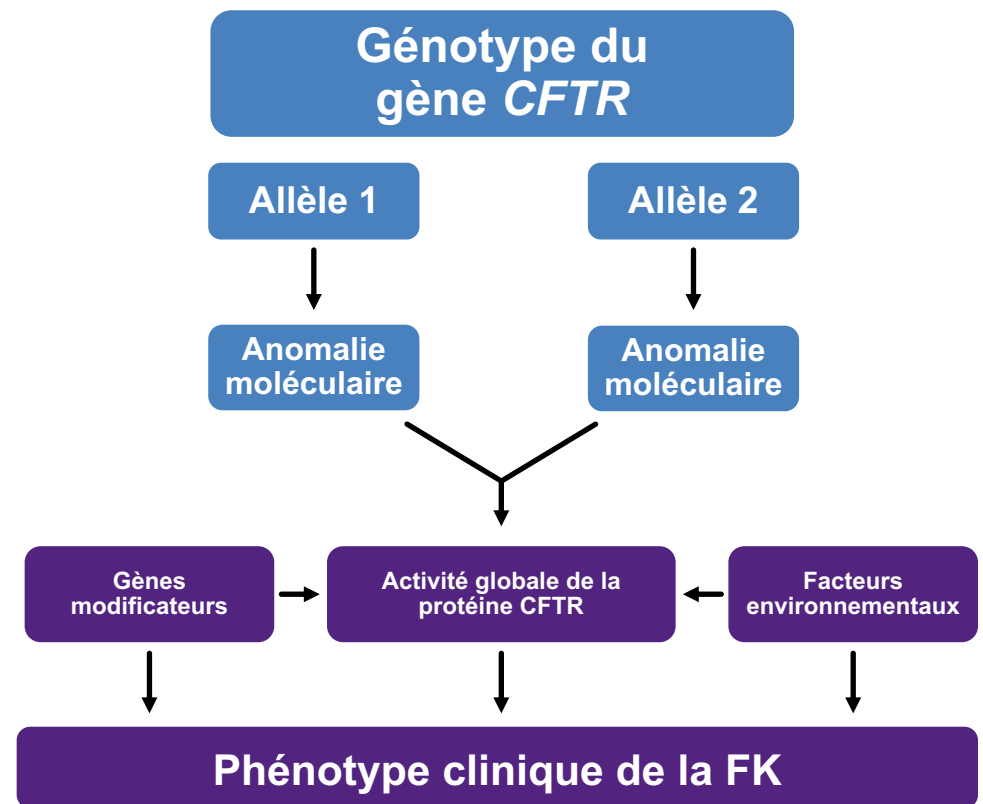 Génotype du
gène CFTR
Allèle 1
Allèle 2
Anomalie
moléculaire
Anomalie
moléculaire
Gènes
modificateurs
Activité globale de la
protéine CFTR
Facteurs
environnementaux
Phénotype clinique de la FK